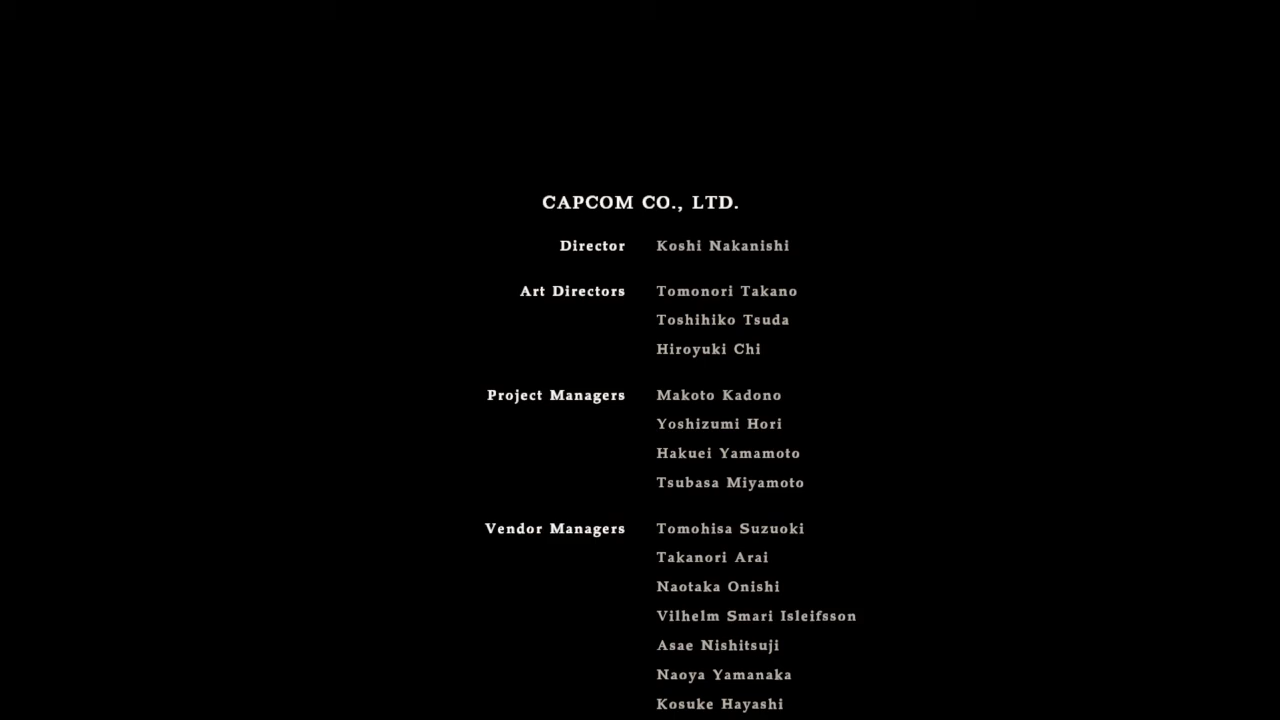 CAPCOM CO., LTD.
Director Koshi Nakanishi
Art Directors Tomonori Takano
Toshihiko Tsuda
Hiroyuki Chi
Project Managers Makoto Kadono
Yoshizumi Hori
Hakuei Yamamoto
Tsubasa Miyamoto
Vendor Managers Tomohisa Suzuoki
Takanori Arai
Naotaka Onishi
Vilhelm Smari Isleifsson
Asae Nishitsuji
Naoya Yamanaka
Kosuke Hayashi